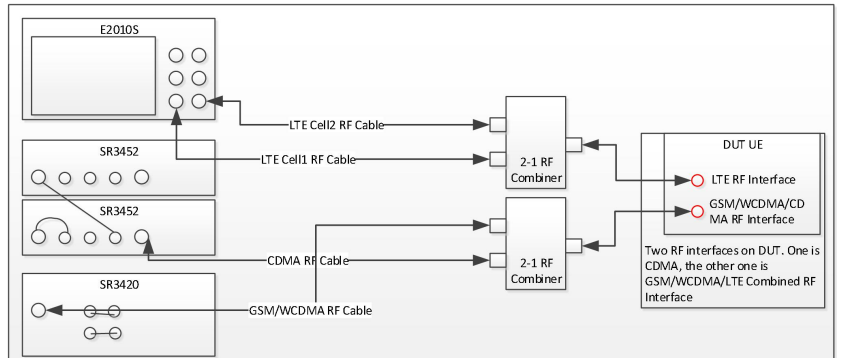 E2010S
LTE Cell2 RF Cable
LTE Cell1 RF Cable
2-1 RF
Combiner
SR3452
SR3452
CDMA RF Cable
2-1 RF
Combiner
SR3420
GSM/WCDMA RF Cable
DUT UE
LTE RF Interface
GSM/WCDMA/CD
MA RF Interface
Two RF interfaces on DUT. One is
CDMA, the other one is
GSM/WCDMA/LTE Combined RF
Interface